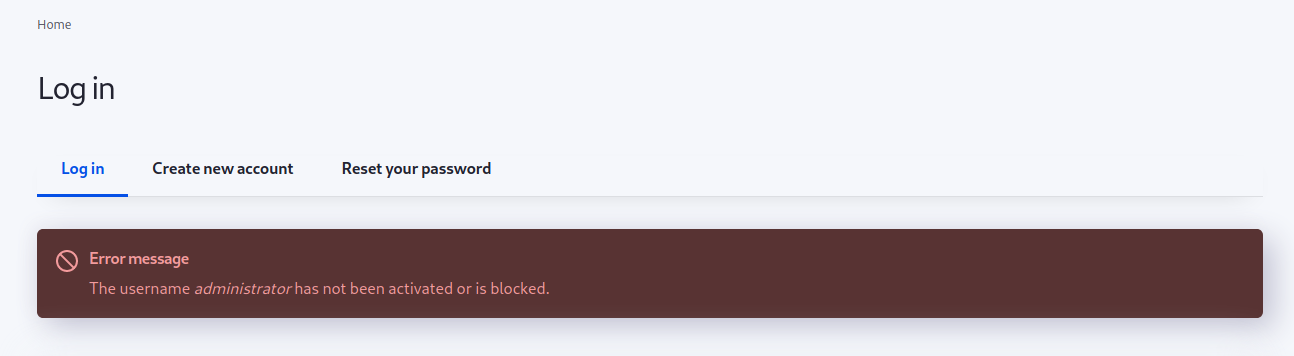 Home
Log in
Log in Create new account Reset your password
Error message
The username administrator has not been activated or is blocked.